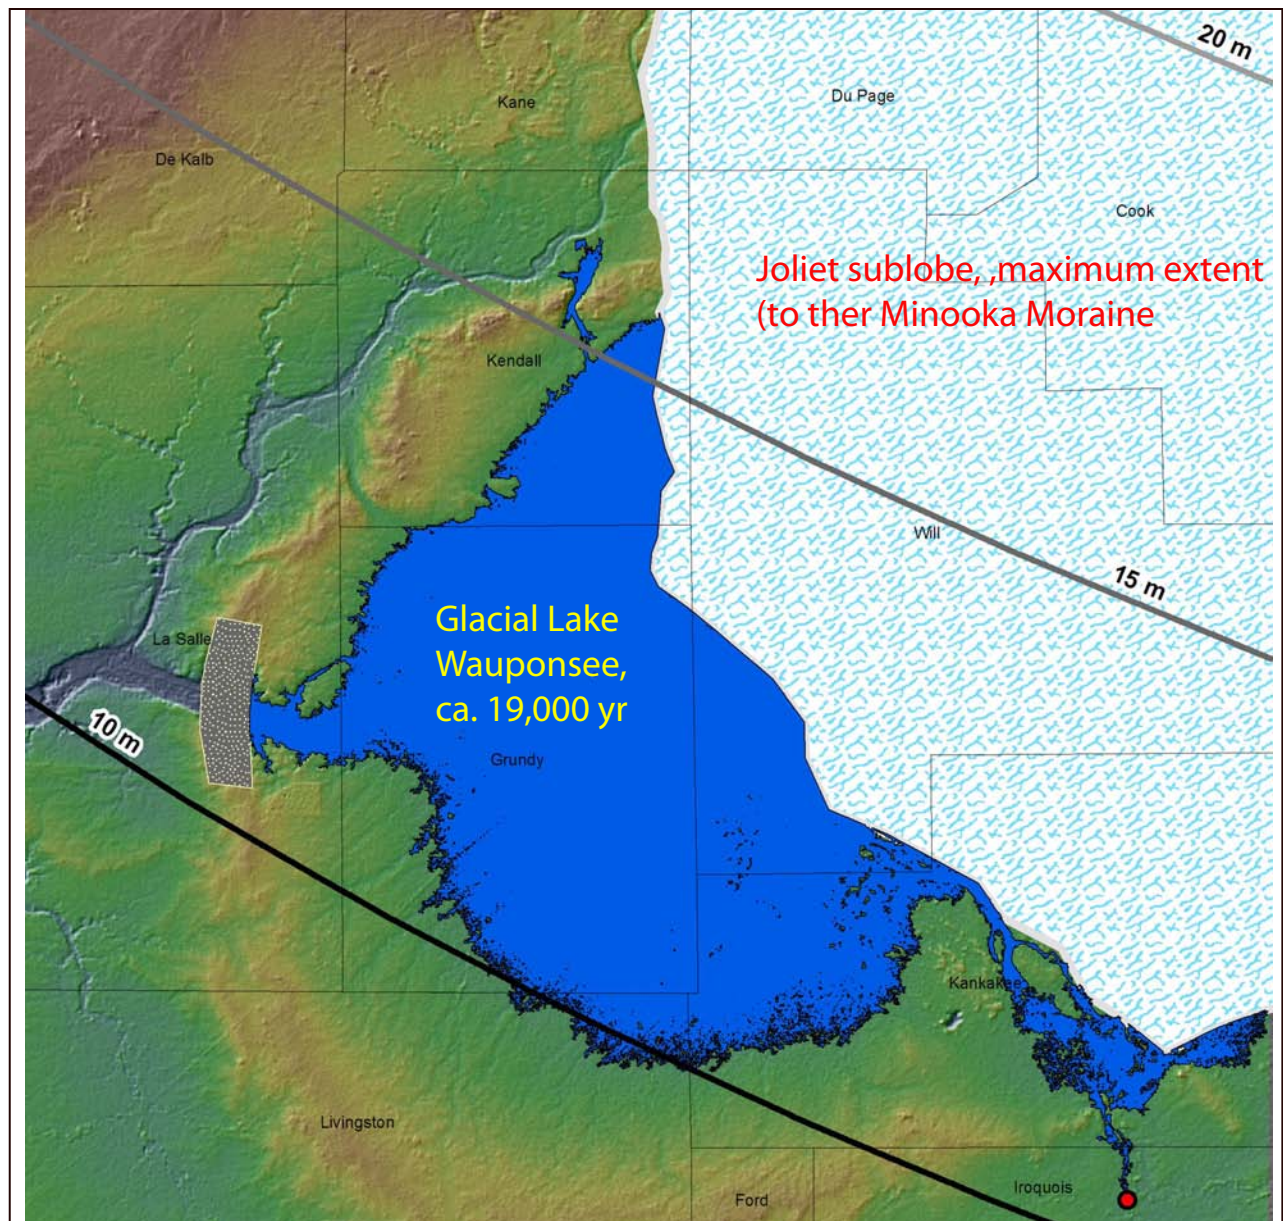 20 m
Kane
Du Page
De Kalb
Cook
Joliet sublobe, ,maximum extent
(to ther Minooka Moraine
Kendall
Will
15 m
Glacial Lake
Wauponsee,
ca. 19,000 yr
La Salle
10 m
Grundy
Kankakee
Livingston
Iroquois
Ford